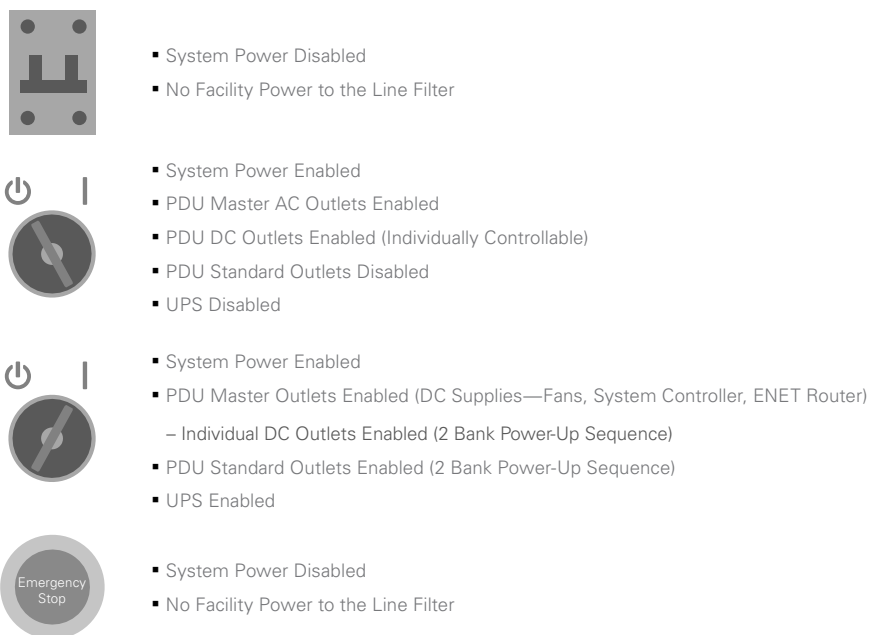 ▪ System Power Disabled
▪ No Facility Power to the Line Filter
▪ System Power Enabled
▪ PDU Master AC Outlets Enabled
▪ PDU DC Outlets Enabled (Individually Controllable)
▪ PDU Standard Outlets Disabled
▪ UPS Disabled
▪ System Power Enabled
▪ PDU Master Outlets Enabled (DC Supplies—Fans, System Controller, ENET Router)
– Individual DC Outlets Enabled (2 Bank Power-Up Sequence)
▪ PDU Standard Outlets Enabled (2 Bank Power-Up Sequence)
▪ UPS Enabled
Emergency
Stop
▪ System Power Disabled
▪ No Facility Power to the Line Filter